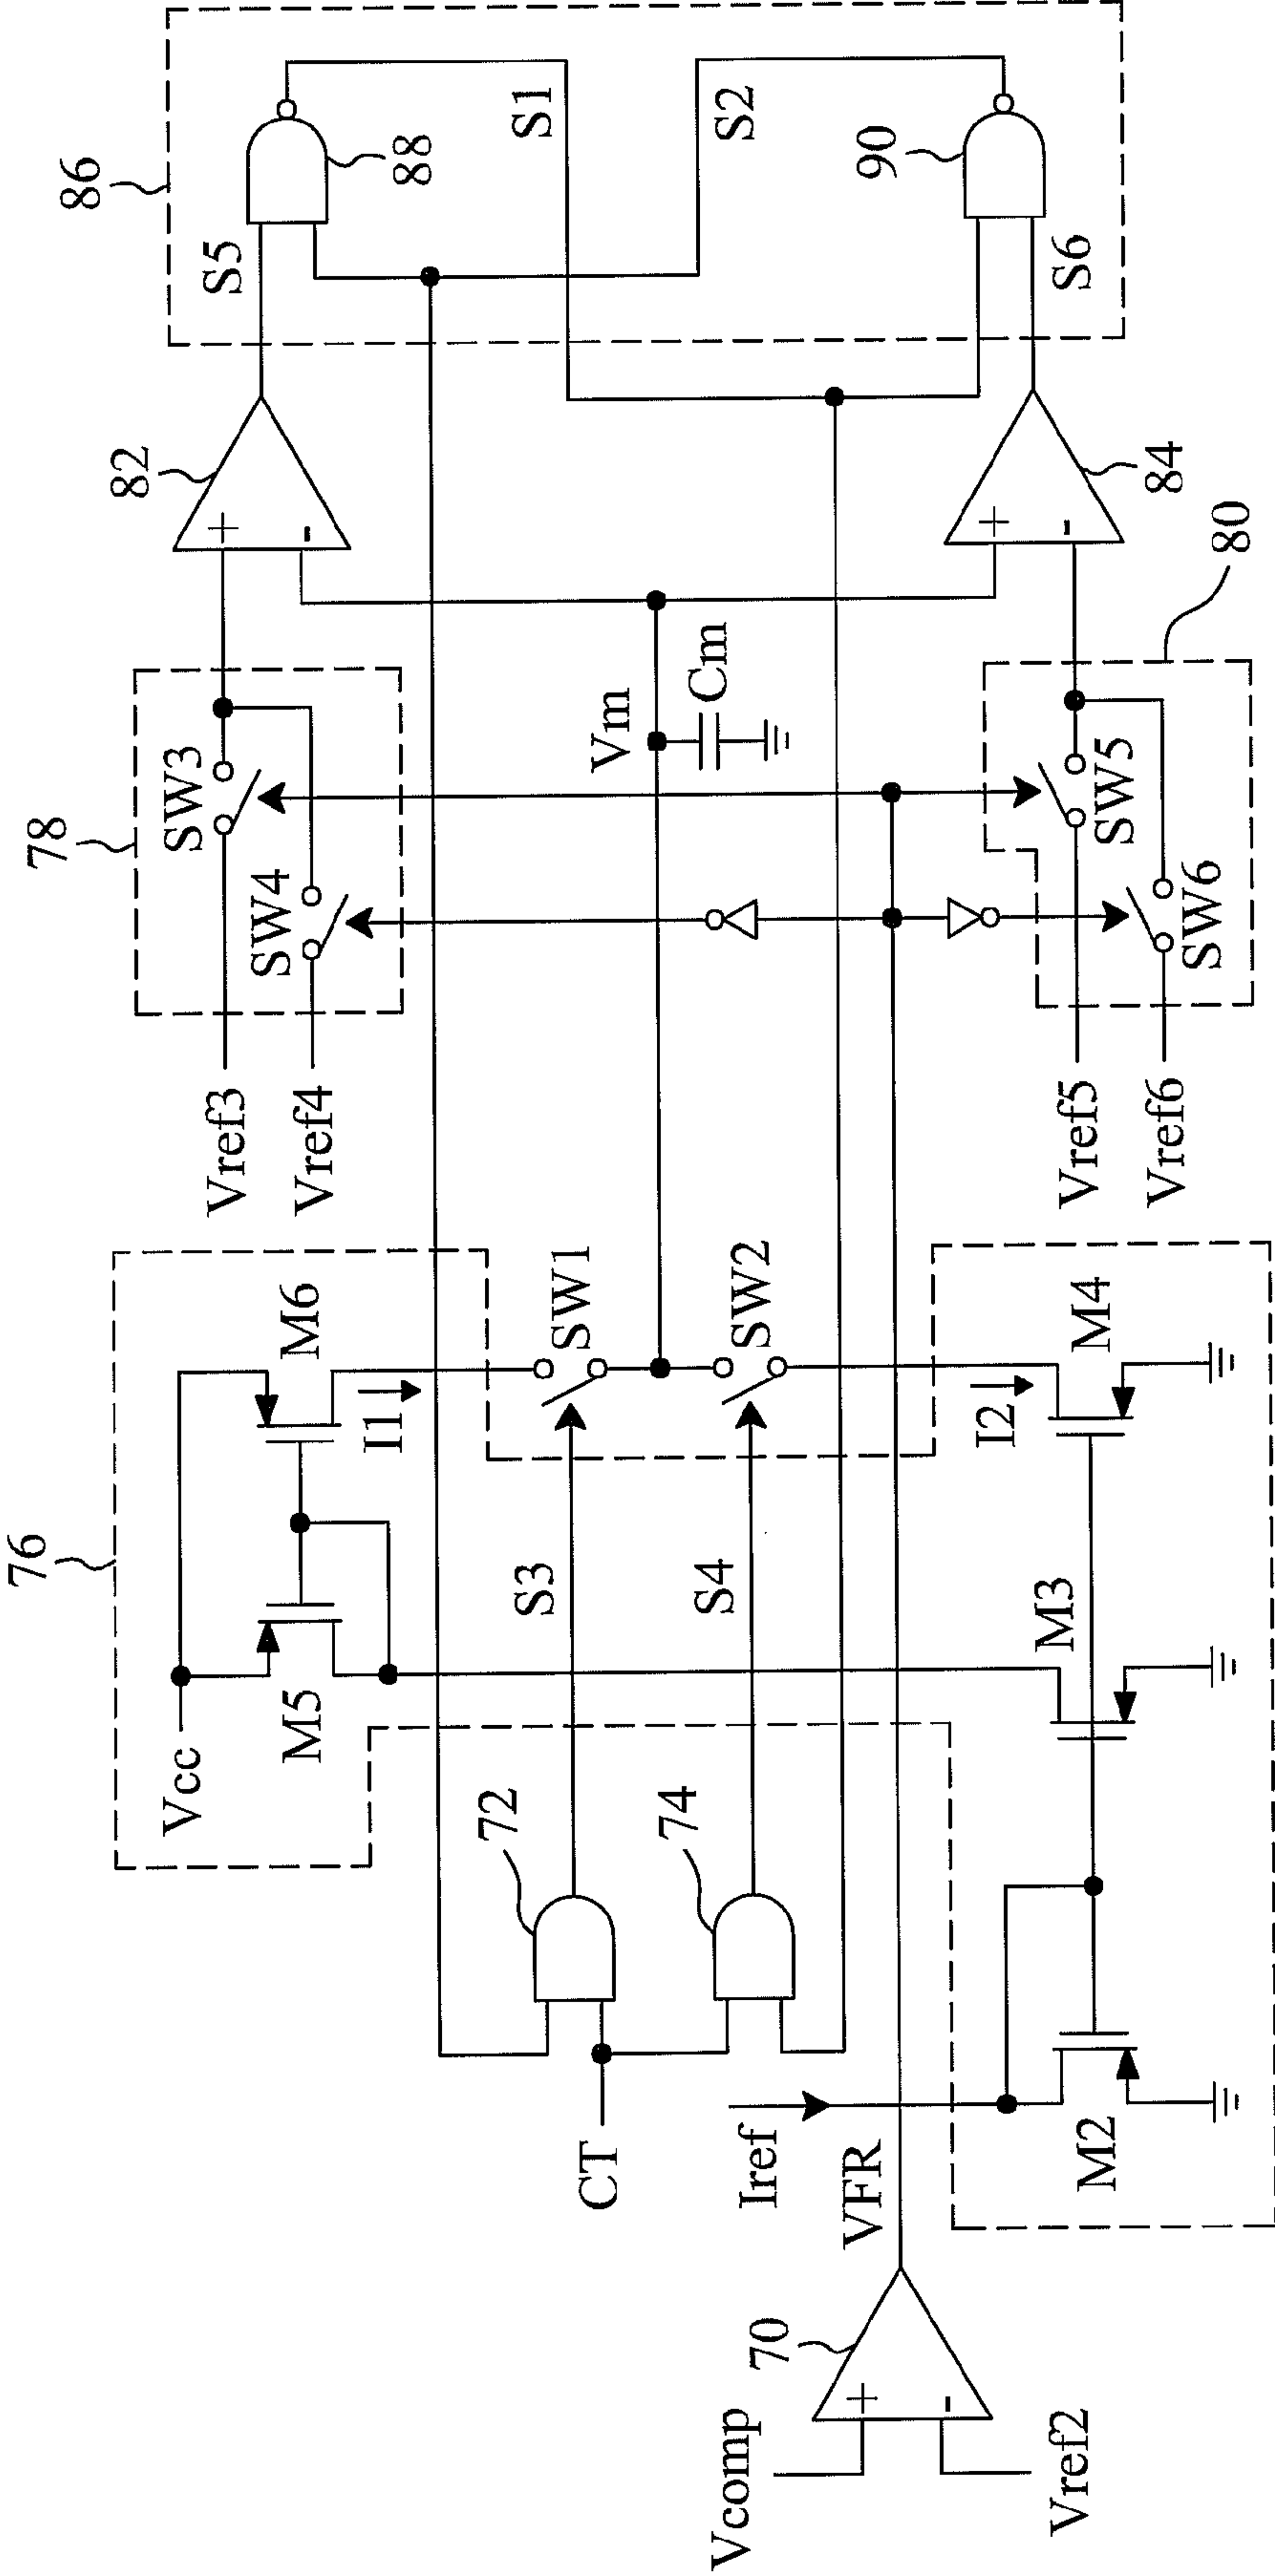 76
Vcc
M5
M6
I1
72
S3
SW1
CT
74
S4
SW2
Iref
VFR
70
Vcomp
Vref2
M2
M3
I2
M4
78
SW3
SW4
Vref3
Vref4
Vm
Cm
Vref5
Vref6
SW5
SW6
80
82
+
-
84
+
-
+
-
86
S5
88
S1
S2
90
S6